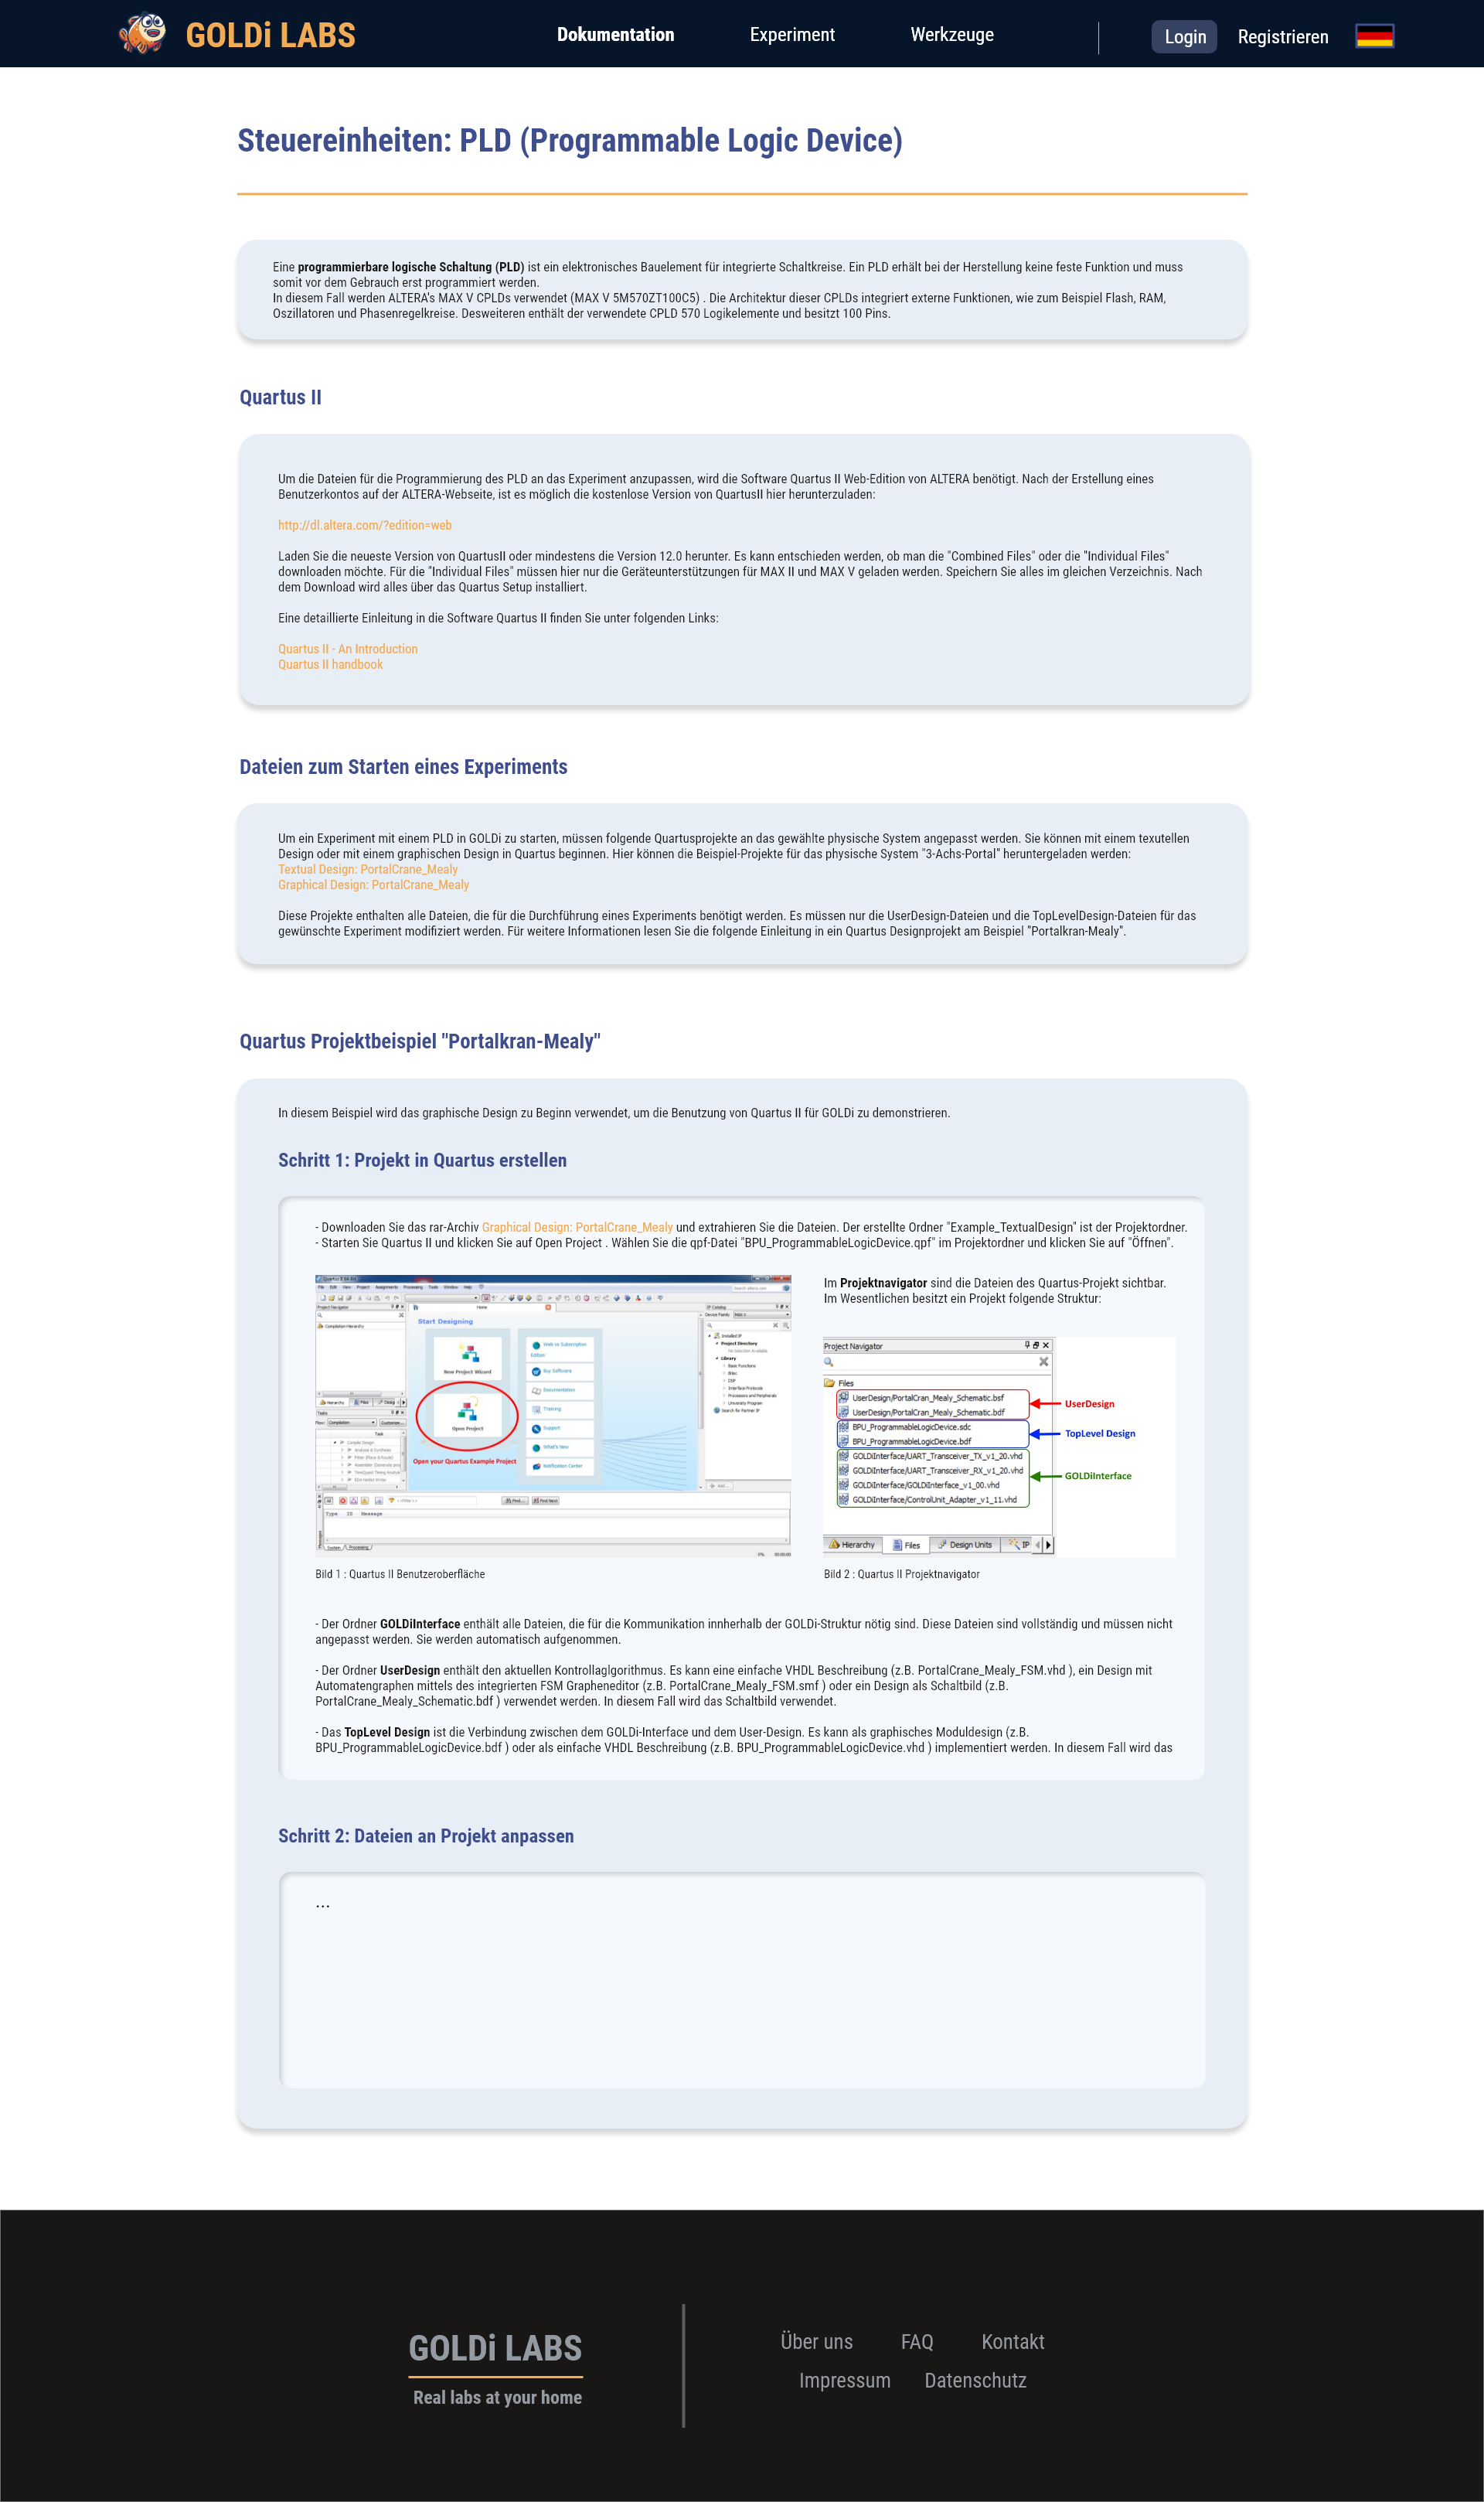 GOLDi LABS
Dokumentation
Experiment
Werkzeuge
Login
Registrieren
Steuereinheiten: PLD (Programmable Logic Device)
Eine programmierbare logische Schaltung (PLD) ist ein elektronisches Bauelement für integrierte Schaltkreise. Ein PLD erhält bei der Herstellung keine feste Funktion und muss
somit vor dem Gebrauch erst programmiert werden.
In diesem Fall werden ALTERA's MAX V CPLDs verwendet (MAX V 5M570ZT100C5) . Die Architektur dieser CPLDs integriert externe Funktionen, wie zum Beispiel Flash, RAM,
Oszillatoren und Phasenregelkreise. Desweiteren enthält der verwendete CPLD 570 Logikelemente und besitzt 100 Pins.
Quartus II
Um die Dateien für die Programmierung des PLD an das Experiment anzupassen, wird die Software Quartus II Web-Edition von ALTERA benötigt. Nach der Erstellung eines
Benutzerkontos auf der ALTERA-Webseite, ist es möglich die kostenlose Version von QuartusII hier herunterzuladen:
http://dl.altera.com/?edition=web
Laden Sie die neueste Version von QuartusII oder mindestens die Version 12.0 herunter. Es kann entschieden werden, ob man die "Combined Files" oder die "Individual Files"
downloaden möchte. Für die "Individual Files" müssen hier nur die Geräteunterstützungen für MAX II und MAX V geladen werden. Speichern Sie alles im gleichen Verzeichnis. Nach
dem Download wird alles über das Quartus Setup installiert.
Eine detaillierte Einleitung in die Software Quartus II finden Sie unter folgenden Links:
Quartus II - An Introduction
Quartus II handbook
Dateien zum Starten eines Experiments
Um ein Experiment mit einem PLD in GOLDi zu starten, müssen folgende Quartusprojekte an das gewählte physische System angepasst werden. Sie können mit einem texutellen
Design oder mit einem graphischen Design in Quartus beginnen. Hier können die Beispiel-Projekte für das physische System "3-Achs-Portal" heruntergeladen werden:
Textual Design: PortalCrane_Mealy
Graphical Design: PortalCrane_Mealy
Diese Projekte enthalten alle Dateien, die für die Durchführung eines Experiments benötigt werden. Es müssen nur die UserDesign-Dateien und die TopLevelDesign-Dateien für das
gewünschte Experiment modifiziert werden. Für weitere Informationen lesen Sie die folgende Einleitung in ein Quartus Designprojekt am Beispiel "Portalkran-Mealy".
Quartus Projektbeispiel "Portalkran-Mealy"
In diesem Beispiel wird das graphische Design zu Beginn verwendet, um die Benutzung von Quartus II für GOLDi zu demonstrieren.
Schritt 1: Projekt in Quartus erstellen
- Downloaden Sie das rar-Archiv Graphical Design: PortalCrane_Mealy und extrahieren Sie die Dateien. Der erstellte Ordner "Example_TextualDesign" ist der Projektordner.
- Starten Sie Quartus II und klicken Sie auf Open Project . Wählen Sie die qpf-Datei "BPU_ProgrammableLogicDevice.qpf" im Projektordner und klicken Sie auf "Öffnen".
Start Designing
New Project Wizard
Open Project
Open your Quartus Example Project
Buy Software
Documentation
Training
Support
What's New
Notification Center
Im Projektnavigator sind die Dateien des Quartus-Projekt sichtbar.
Im Wesentlichen besitzt ein Projekt folgende Struktur:
Project Navigator
Files
UserDesign/PortalCran_Mealy_Schematic.bsf
UserDesign/PortalCran_Mealy_Schematic.bdf
BPU_ProgrammableLogicDevice.sdc
BPU_ProgrammableLogicDevice.bdf
GOLDiInterface/UART_Transceiver_TX_v1_20.vhd
GOLDiInterface/UART_Transceiver_RX_v1_20.vhd
GOLDiInterface/GOLDiInterface_v1_00.vhd
GOLDiInterface/ControlUnit_Adapter_v1_11.vhd
UserDesign
TopLevel Design
GOLDiInterface
Hierarchy
Files
Design Units
IP
Bild 1 : Quartus II Benutzeroberfläche
Bild 2 : Quartus II Projektnavigator
- Der Ordner GOLDiInterface enthält alle Dateien, die für die Kommunikation innherhalb der GOLDi-Struktur nötig sind. Diese Dateien sind vollständig und müssen nicht
angepasst werden. Sie werden automatisch aufgenommen.
- Der Ordner UserDesign enthält den aktuellen Kontrollaglgorithmus. Es kann eine einfache VHDL Beschreibung (z.B. PortalCrane_Mealy_FSM.vhd ), ein Design mit
Automatengraphen mittels des integrierten FSM Grapheneditor (z.B. PortalCrane_Mealy_FSM.smf ) oder ein Design als Schaltbild (z.B.
PortalCrane_Mealy_Schematic.bdf ) verwendet werden. In diesem Fall wird das Schaltbild verwendet.
- Das TopLevel Design ist die Verbindung zwischen dem GOLDi-Interface und dem User-Design. Es kann als graphisches Moduldesign (z.B.
BPU_ProgrammableLogicDevice.bdf ) oder als einfache VHDL Beschreibung (z.B. BPU_ProgrammableLogicDevice.vhd ) implementiert werden. In diesem Fall wird das
Schritt 2: Dateien an Projekt anpassen
...
GOLDi LABS
Real labs at your home
Über uns
FAQ
Kontakt
Impressum
Datenschutz